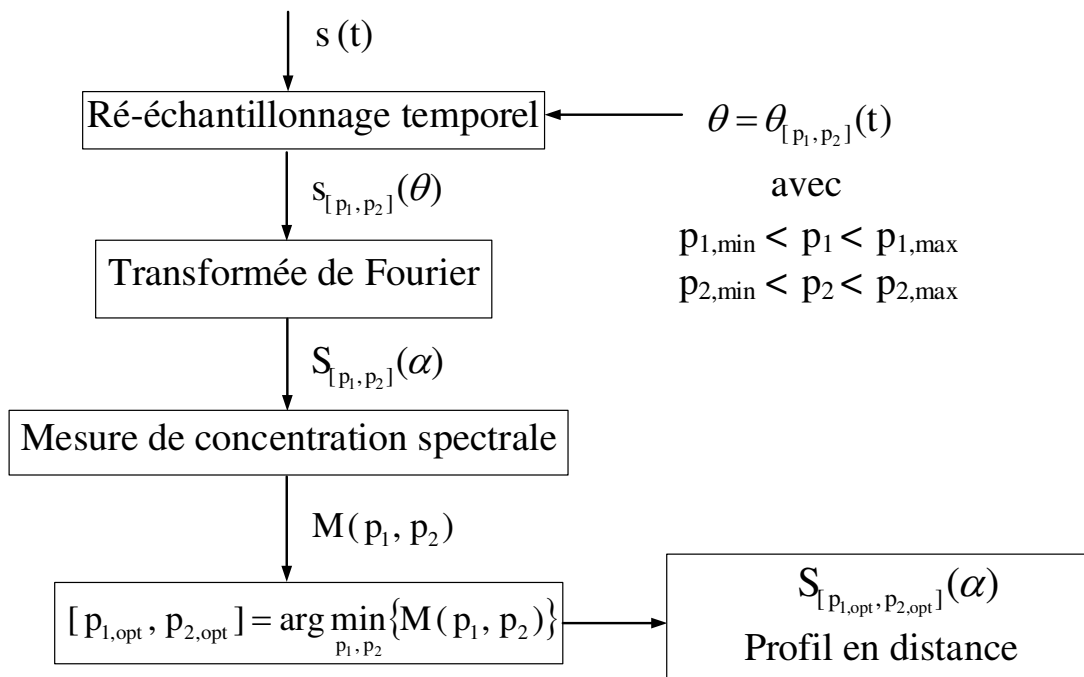 s(t)
Ré-échantillonnage temporel
θ = θ[p₁,p₂](t)
avec
p1,min < p1 < p1,max
p2,min < p2 < p2,max
s[p₁,p₂](θ)
Transformée de Fourier
S[p₁,p₂](α)
Mesure de concentration spectrale
M(p₁, p₂)
[p1,opt, p2,opt] = arg min{M(p₁, p₂)}
p₁, p₂
S[p1,opt, p2,opt](α)
Profil en distance